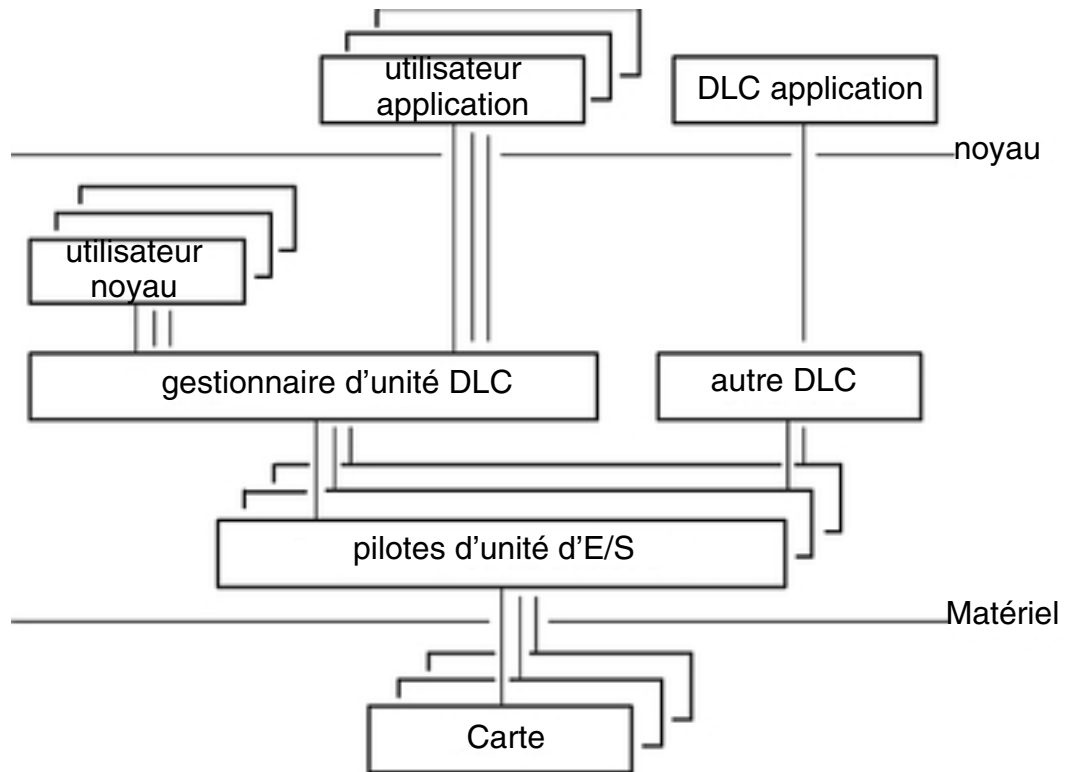 utilisateur
application
DLC application
noyau
utilisateur
noyau
gestionnaire d’unité DLC
autre DLC
pilotes d’unité d’E/S
Matériel
Carte